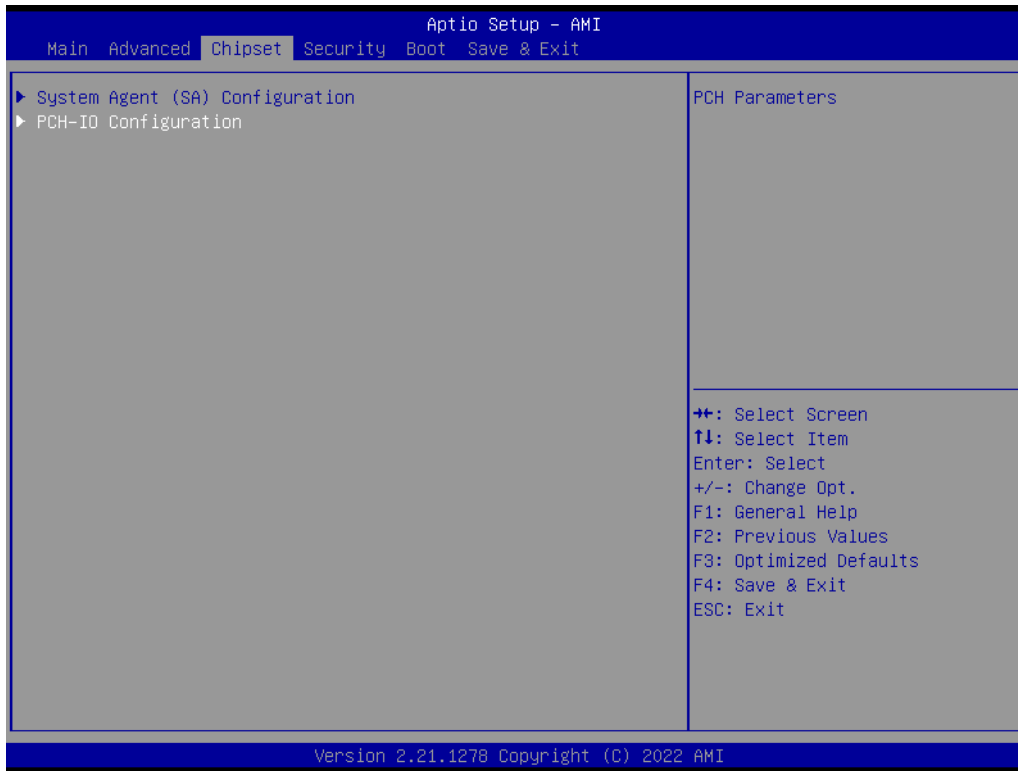 Aptio Setup – AMI
Main Advanced Chipset Security Boot Save & Exit
▶ System Agent (SA) Configuration
▶ PCH-IO Configuration
PCH Parameters
→←: Select Screen
↑↓: Select Item
Enter: Select
+/-: Change Opt.
F1: General Help
F2: Previous Values
F3: Optimized Defaults
F4: Save & Exit
ESC: Exit
Version 2.21.1278 Copyright (C) 2022 AMI